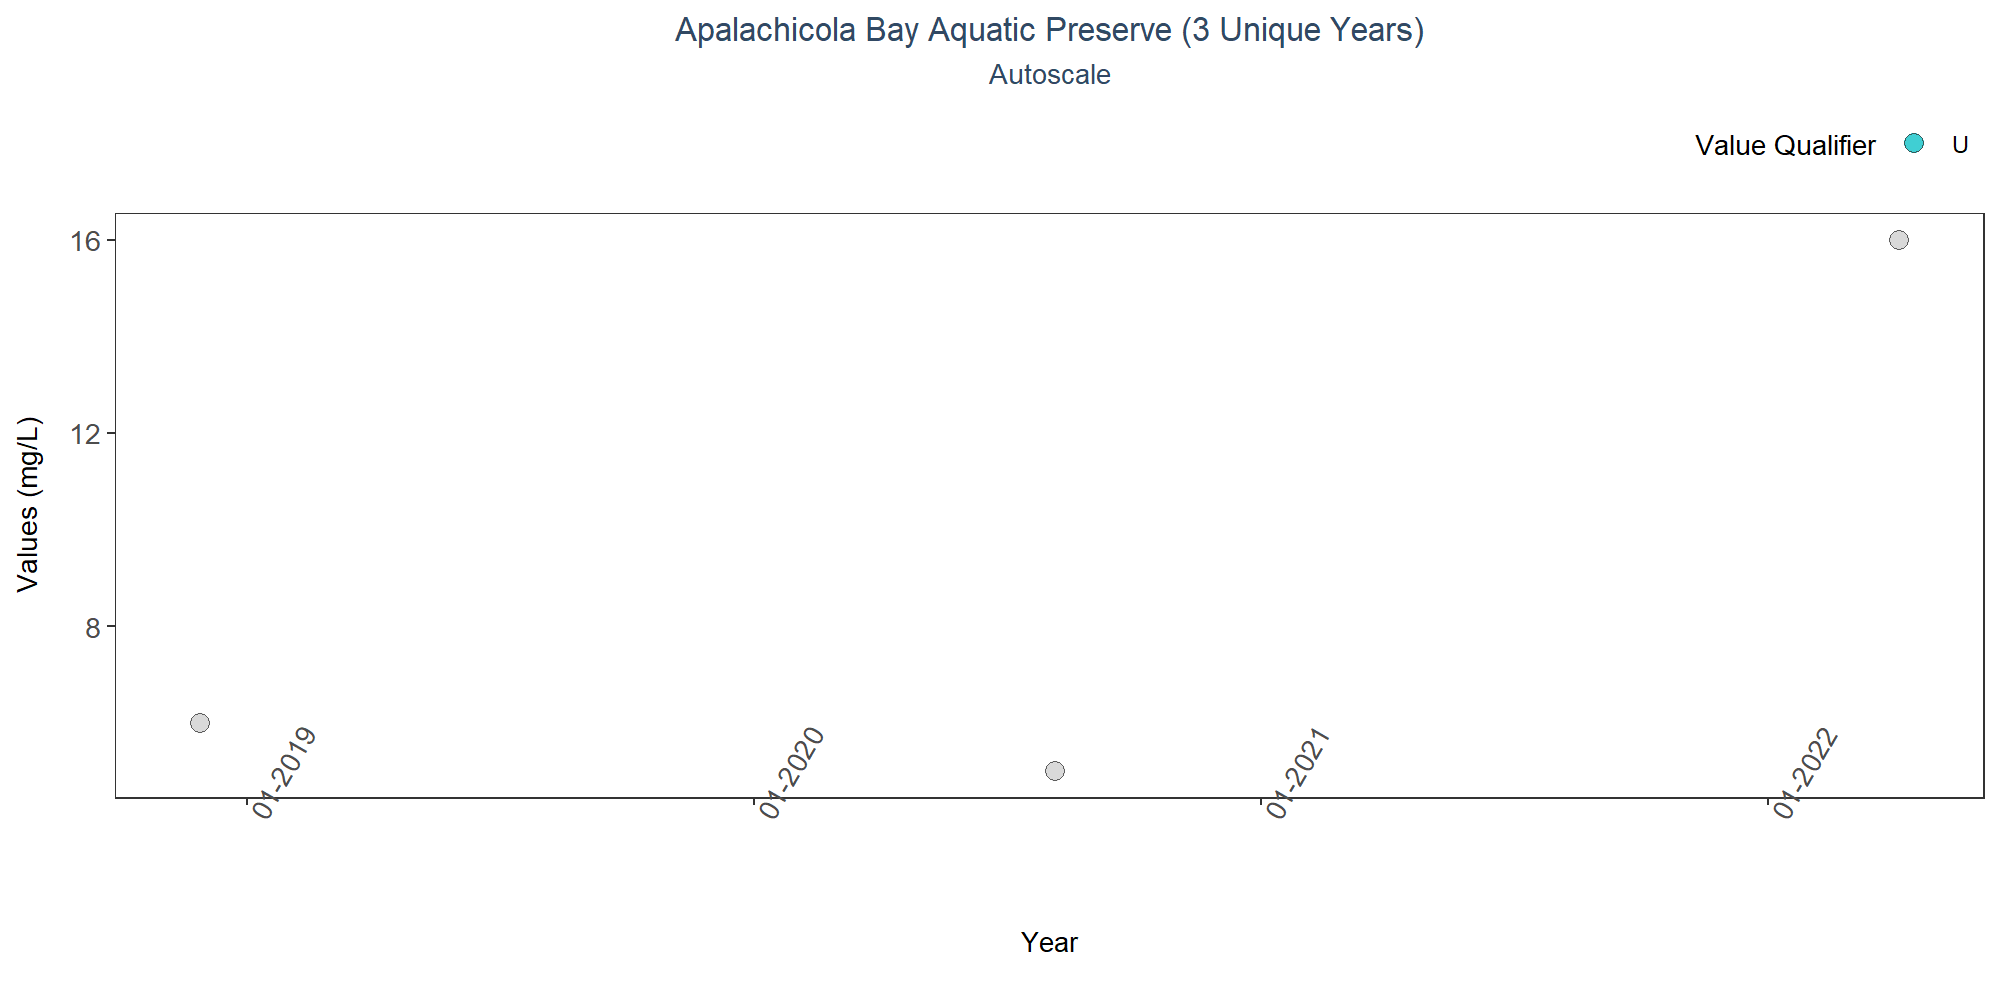 Apalachicola Bay Aquatic Preserve (3 Unique Years)
Autoscale
Value Qualifier U
16
12
8
Values (mg/L)
01-2019
01-2020
01-2021
01-2022
Year